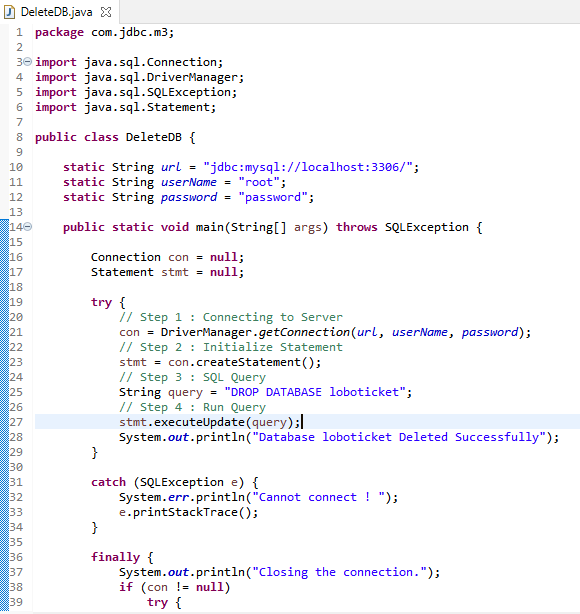 DeleteDB.java
1 package com.jdbc.m3;
2
3 import java.sql.Connection;
4 import java.sql.DriverManager;
5 import java.sql.SQLException;
6 import java.sql.Statement;
7
8 public class DeleteDB {
9
10 static String url = "jdbc:mysql://localhost:3306/";
11 static String userName = "root";
12 static String password = "password";
13
14 public static void main(String[] args) throws SQLException {
15
16 Connection con = null;
17 Statement stmt = null;
18
19 try {
20 // Step 1 : Connecting to Server
21 con = DriverManager.getConnection(url, userName, password);
22 // Step 2 : Initialize Statement
23 stmt = con.createStatement();
24 // Step 3 : SQL Query
25 String query = "DROP DATABASE loboticket";
26 // Step 4 : Run Query
27 stmt.executeUpdate(query);
28 System.out.println("Database loboticket Deleted Successfully");
29 }
30
31 catch (SQLException e) {
32 System.err.println("Cannot connect ! ");
33 e.printStackTrace();
34 }
35
36 finally {
37 System.out.println("Closing the connection.");
38 if (con != null)
39 try {